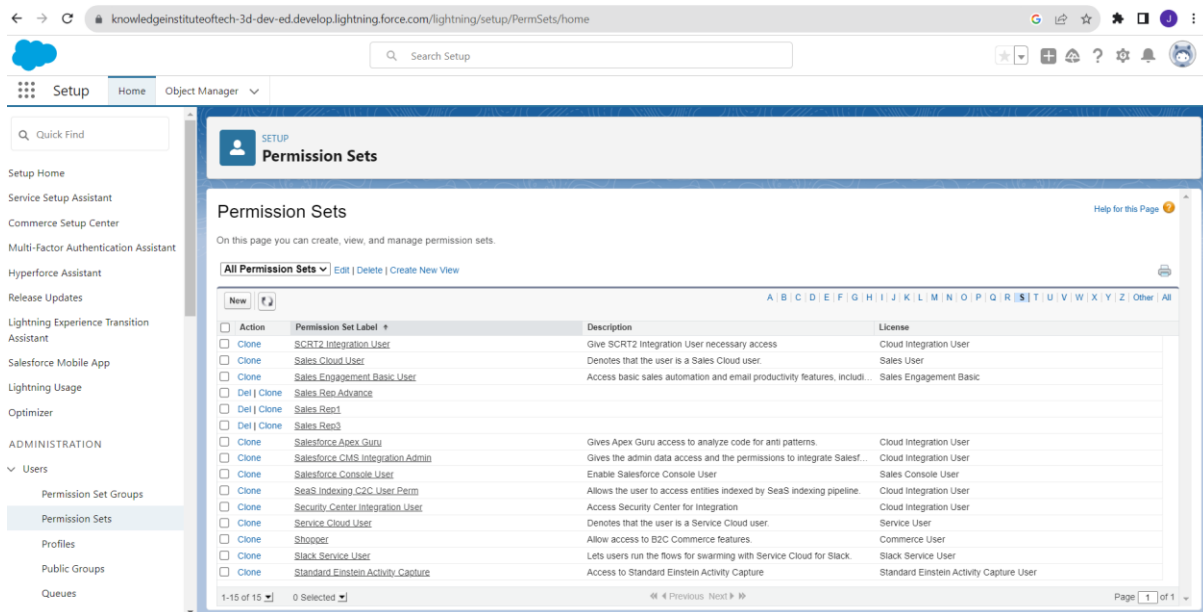 knowledgeinstituteoftech-3d-dev-ed.develop.lightning.force.com/lightning/setup/PermSets/home
G
J
Search Setup
Setup Home Object Manager
Quick Find
Setup Home
Service Setup Assistant
Commerce Setup Center
Multi-Factor Authentication Assistant
Hyperforce Assistant
Release Updates
Lightning Experience Transition
Assistant
Salesforce Mobile App
Lightning Usage
Optimizer
ADMINISTRATION
Users
Permission Set Groups
Permission Sets
Profiles
Public Groups
Queues
SETUP
Permission Sets
Permission Sets
Help for this Page ?
On this page you can create, view, and manage permission sets.
All Permission Sets Edit | Delete | Create New View
New A | B | C | D | E | F | G | H | I | J | K | L | M | N | O | P | Q | R | S | T | U | V | W | X | Y | Z | Other | All
Action Permission Set Label ↑ Description License
Clone SCRT2 Integration User Give SCRT2 Integration User necessary access Cloud Integration User
Clone Sales Cloud User Denotes that the user is a Sales Cloud user. Sales User
Clone Sales Engagement Basic User Access basic sales automation and email productivity features, includi... Sales Engagement Basic
Del | Clone Sales Rep Advance
Del | Clone Sales Rep1
Del | Clone Sales Rep3
Clone Salesforce Apex Guru Gives Apex Guru access to analyze code for anti patterns. Cloud Integration User
Clone Salesforce CMS Integration Admin Gives the admin data access and the permissions to integrate Salesf... Cloud Integration User
Clone Salesforce Console User Enable Salesforce Console User Sales Console User
Clone SeaS Indexing C2C User Perm Allows the user to access entities indexed by SeaS indexing pipeline. Cloud Integration User
Clone Security Center Integration User Access Security Center for Integration Cloud Integration User
Clone Service Cloud User Denotes that the user is a Service Cloud user. Service User
Clone Shopper Allow access to B2C Commerce features. Commerce User
Clone Slack Service User Lets users run the flows for swarming with Service Cloud for Slack. Slack Service User
Clone Standard Einstein Activity Capture Access to Standard Einstein Activity Capture Standard Einstein Activity Capture User
1-15 of 15 0 Selected Previous Next Page 1 of 1